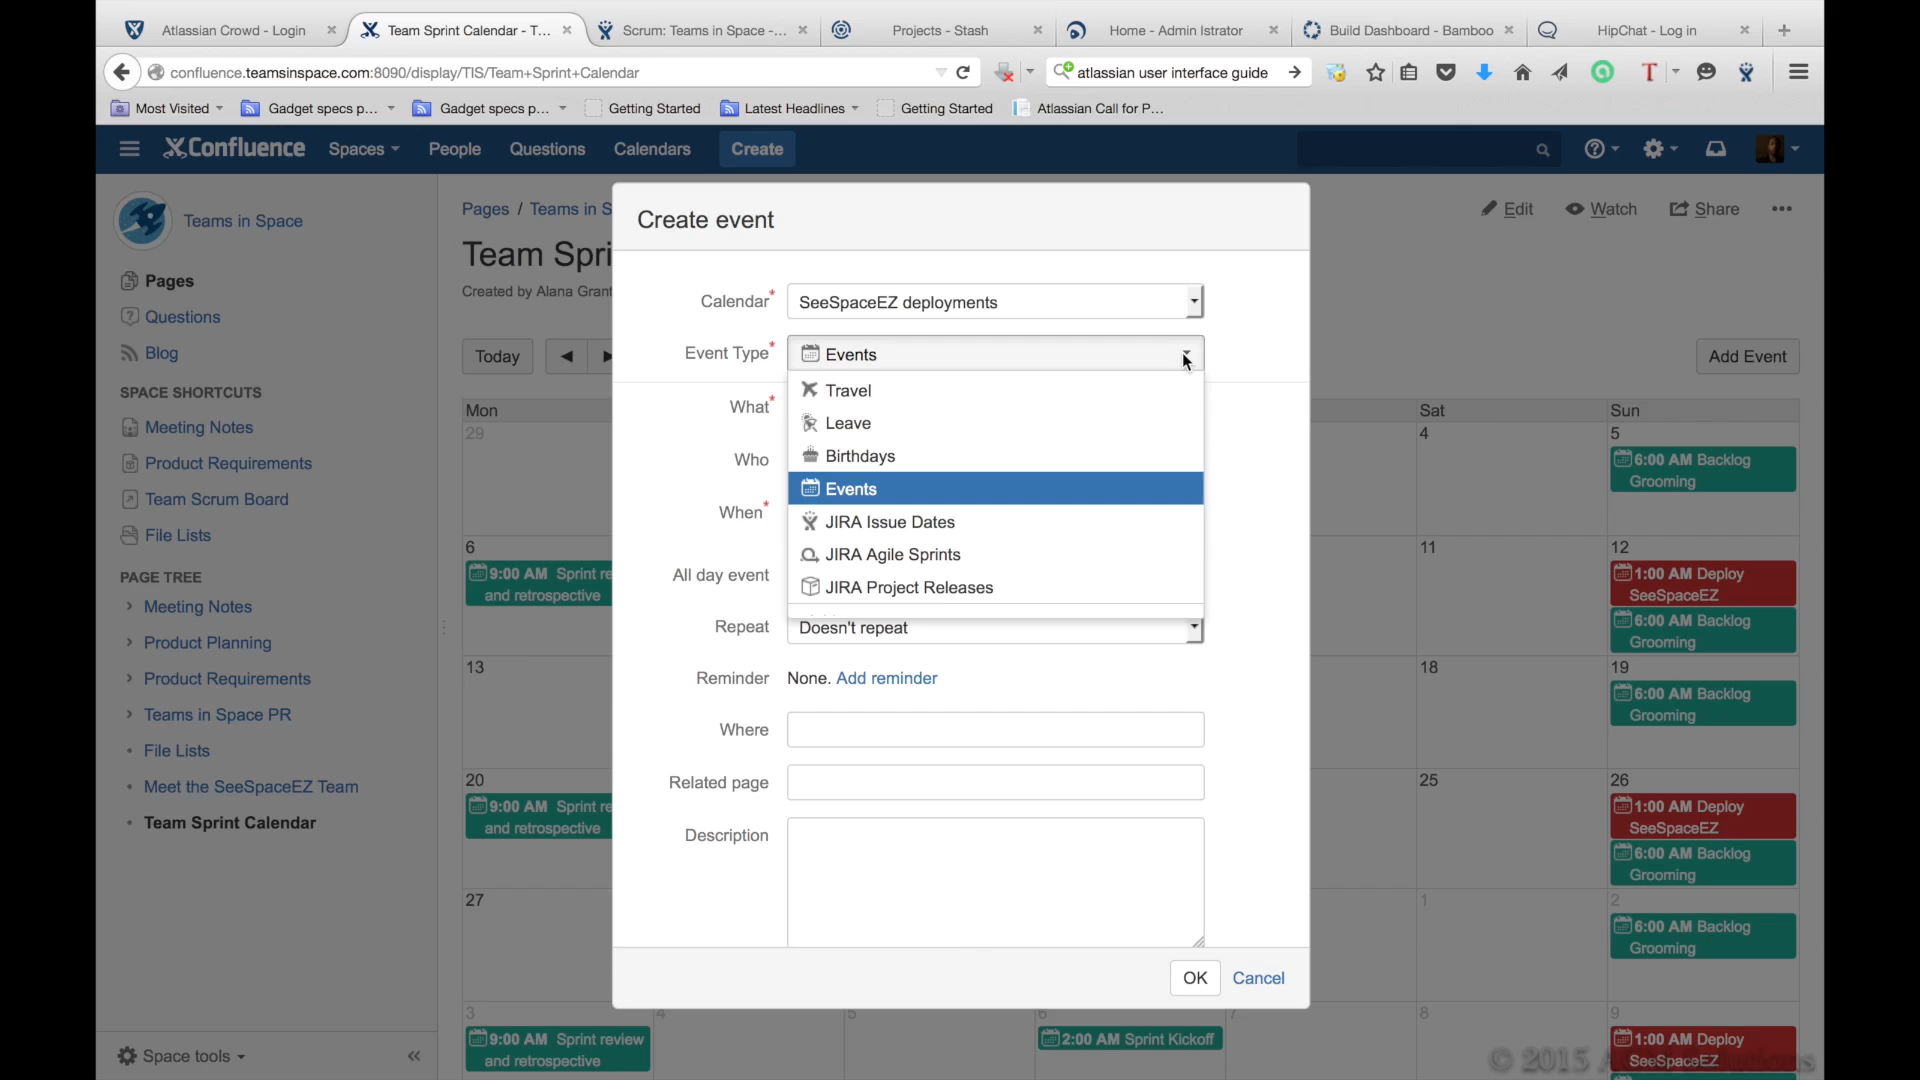 Atlassian Crowd - Login
Team Sprint Calendar - T...
Scrum: Teams in Space -...
Projects - Stash
Home - Admin Istrator
Build Dashboard - Bamboo
HipChat - Log in
confluence.teamsinspace.com:8090/display/TIS/Team+Sprint+Calendar
atlassian user interface guide
Most Visited
Gadget specs p...
Gadget specs p...
Getting Started
Latest Headlines
Getting Started
Atlassian Call for P...
Confluence
Spaces
People
Questions
Calendars
Create
Teams in Space
Pages
Questions
Blog
SPACE SHORTCUTS
Meeting Notes
Product Requirements
Team Scrum Board
File Lists
PAGE TREE
Meeting Notes
Product Planning
Product Requirements
Teams in Space PR
File Lists
Meet the SeeSpaceEZ Team
Team Sprint Calendar
Space tools
Pages / Teams in S
Edit
Watch
Share
Team Spri
Created by Alana Grant
Today
Add Event
Create event
Calendar*
SeeSpaceEZ deployments
Event Type*
Events
Travel
Leave
Birthdays
Events
JIRA Issue Dates
JIRA Agile Sprints
JIRA Project Releases
What*
Who
When*
All day event
Repeat
Doesn't repeat
Reminder
None. Add reminder
Where
Related page
Description
OK
Cancel
Mon
Sat
Sun
29
4
5
6:00 AM Backlog
Grooming
6
9:00 AM Sprint re
and retrospective
11
12
1:00 AM Deploy
SeeSpaceEZ
6:00 AM Backlog
Grooming
13
18
19
6:00 AM Backlog
Grooming
20
9:00 AM Sprint re
and retrospective
25
26
1:00 AM Deploy
SeeSpaceEZ
6:00 AM Backlog
Grooming
27
1
2
6:00 AM Backlog
Grooming
3
9:00 AM Sprint review
and retrospective
4
5
6
2:00 AM Sprint Kickoff
7
8
9
1:00 AM Deploy
SeeSpaceEZ
© 2015